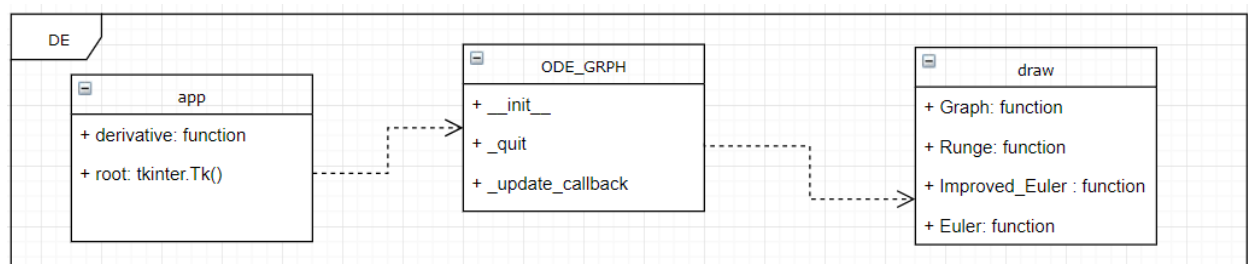 DE
app
+ derivative: function
+ root: tkinter.Tk()
ODE_GRPH
+ __init__
+ _quit
+ _update_callback
draw
+ Graph: function
+ Runge: function
+ Improved_Euler : function
+ Euler: function